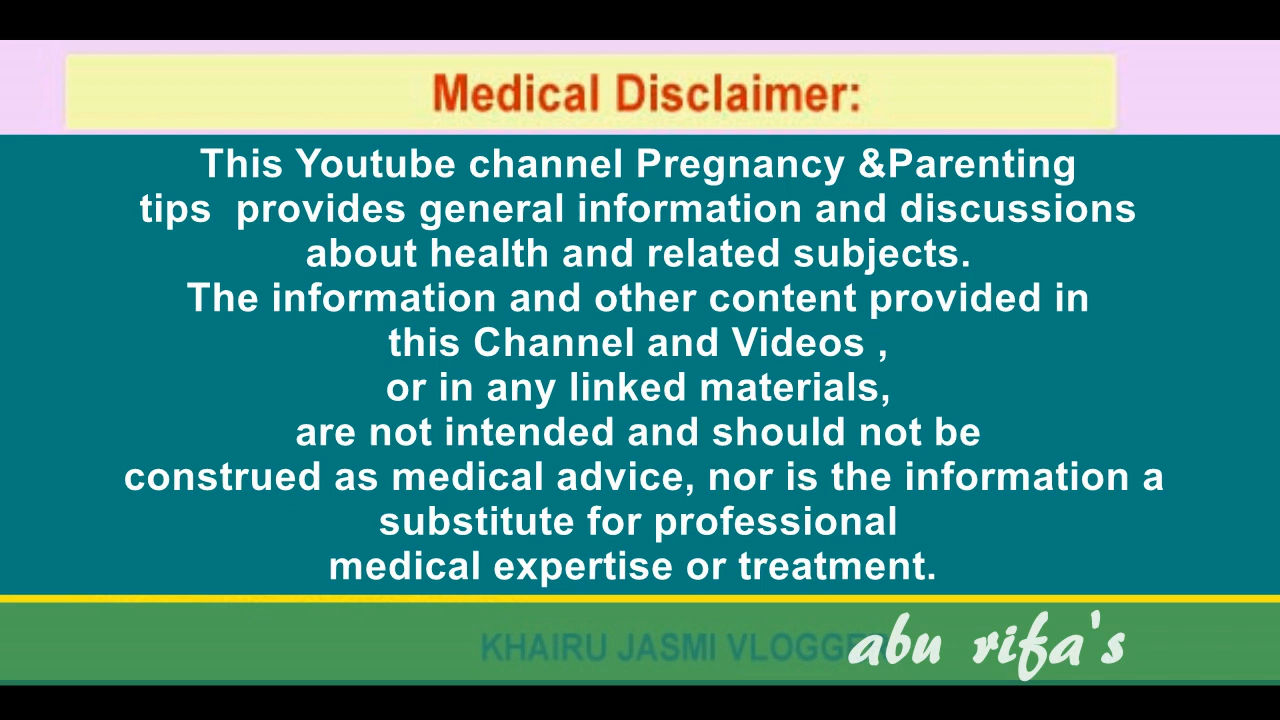 Medical Disclaimer:
This Youtube channel Pregnancy &Parenting
tips  provides general information and discussions
about health and related subjects.
The information and other content provided in
this Channel and Videos ,
or in any linked materials,
are not intended and should not be
construed as medical advice, nor is the information a
substitute for professional
medical expertise or treatment.
KHAIRU JASMI abu rifa's